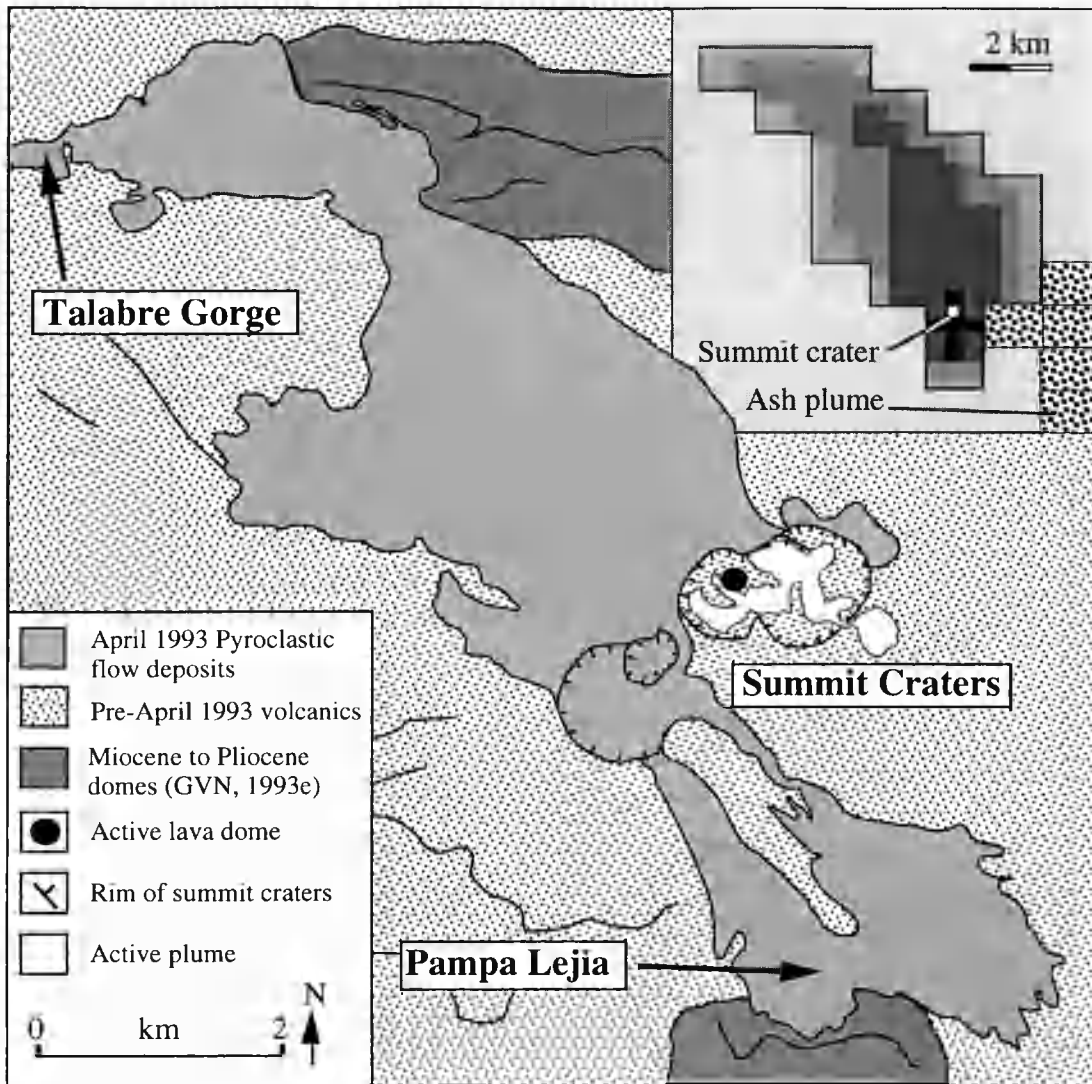 2 km
Talabre Gorge
Summit crater
Ash plume
Summit Craters
April 1993 Pyroclastic
flow deposits
Pre-April 1993 volcanics
Miocene to Pliocene
domes (GVN, 1993e)
Active lava dome
Rim of summit craters
Active plume
Pampa Lejia
N
0 km 2